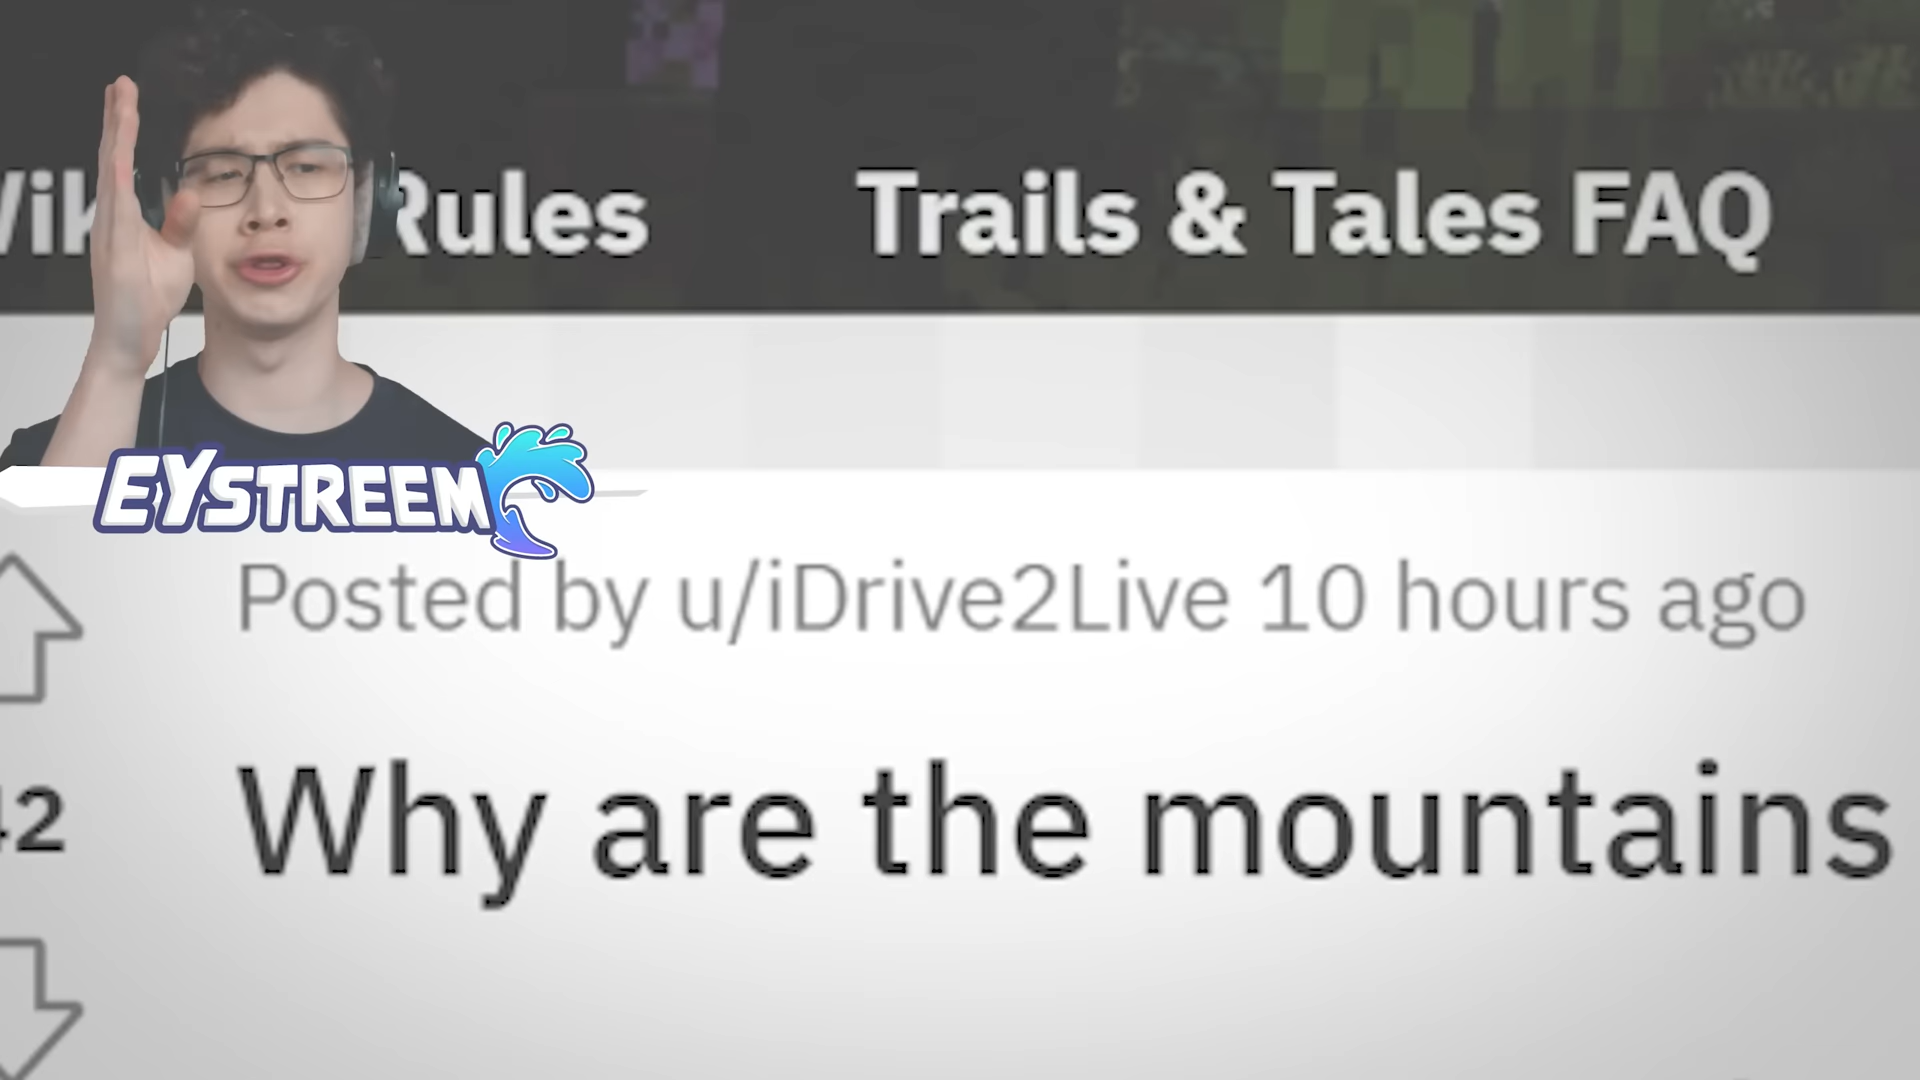 Rules
Trails & Tales FAQ
EYSTREEM
Posted by u/iDrive2Live 10 hours ago
Why are the mountains